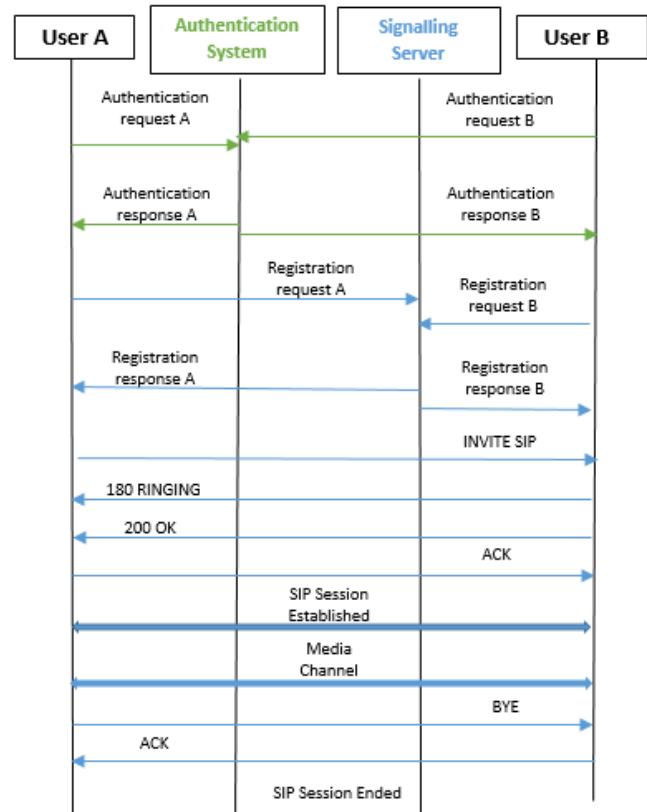 User A
Authentication
System
Signalling
Server
User B
Authentication
request A
Authentication
request B
Authentication
response A
Authentication
response B
Registration
request A
Registration
request B
Registration
response A
Registration
response B
INVITE SIP
180 RINGING
200 OK
ACK
SIP Session
Established
Media
Channel
BYE
ACK
SIP Session Ended